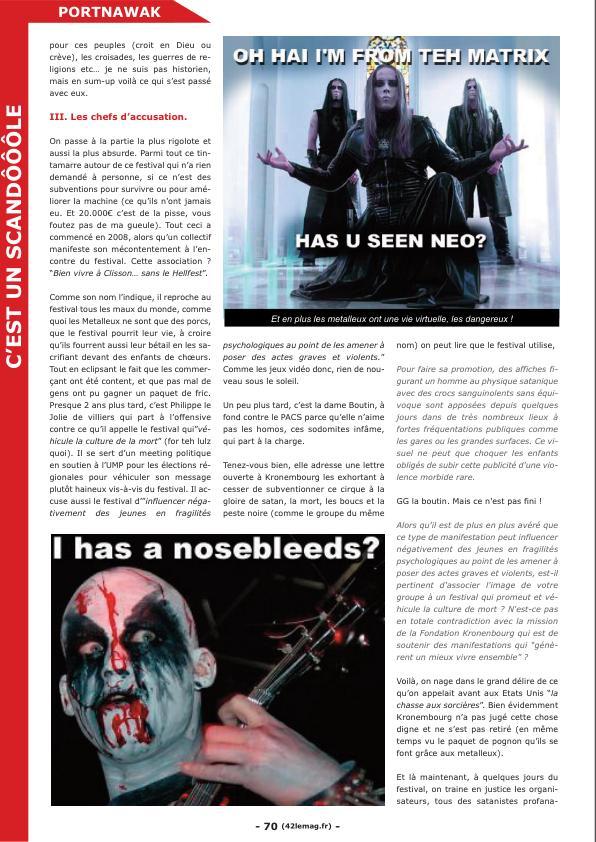 PORTNAWAK
C'EST UN SCANDÔÔÔLE
pour ces peuples (croit en Dieu ou
crève), les croisades, les guerres de re-
ligions etc... je ne suis pas historien,
mais en sum-up voilà ce qui s'est passé
avec eux.
III. Les chefs d'accusation.
On passe à la partie la plus rigolote et
aussi la plus absurde. Parmi tout ce tin-
tamarre autour de ce festival qui n'a rien
demandé à personne, si ce n'est des
subventions pour survivre ou pour amé-
liorer la machine (ce qu'ils n'ont jamais
eu. Et 20.000€ c'est de la pisse, vous
foutez pas de ma gueule). Tout ceci a
commencé en 2008, alors qu'un collectif
manifeste son mécontentement à l'en-
contre du festival. Cette association ?
"Bien vivre à Clisson... sans le Hellfest".
Comme son nom l'indique, il reproche au
festival tous les maux du monde, comme
quoi les Metalleux ne sont que des porcs,
que le festival pourrit leur vie, à croire
qu'ils fournent aussi leur bétail en les sa-
crifiant devant des enfants de chœurs.
Tout en eclipsant le fait que les commer-
çant ont été content, et que pas mal de
gens ont pu gagner un paquet de fric.
Presque 2 ans plus tard, c'est Philippe le
Jolie de villiers qui part à l'offensive
contre ce qu'il appelle le festival qui"vé-
hicule la culture de la mort" (for teh lulz
quoi). Il se sert d'un meeting politique
en soutien à l'UMP pour les élections ré-
gionales pour véhiculer son message
plutôt haineux vis-à-vis du festival. Il ac-
cuse aussi le festival d'"influencer néga-
tivement des jeunes en fragilités
OH HAI I'M FROM TEH MATRIX
HAS U SEEN NEO?
Et en plus les metalleux ont une vie virtuelle, les dangereux !
psychologiques au point de les amener à
poser des actes graves et violents."
Comme les jeux vidéo donc, rien de nou-
veau sous le soleil.
Un peu plus tard, c'est la dame Boutin, à
fond contre le PACS parce qu'elle n'aime
pas les homos, ces sodomites infâme,
qui part à la charge.
Tenez-vous bien, elle adresse une lettre
ouverte à Kronembourg les exhortant à
cesser de subventionner ce cirque à la
gloire de satan, la mort, les boucs et la
peste noire (comme le groupe du même
I has a nosebleeds?
nom) on peut lire que le festival utilise,
Pour faire sa promotion, des affiches fi-
gurant un homme au physique satanique
avec des crocs sanguinolents sans équi-
voque sont apposées depuis quelques
jours dans de très nombreux lieux à
fortes fréquentations publiques comme
les gares ou les grandes surfaces. Ce vi-
suel ne peut que choquer les enfants
obligés de subir cette publicité d'une vio-
lence morbide rare.
GG la boutin. Mais ce n'est pas fini !
Alors qu'il est de plus en plus avéré que
ce type de manifestation peut influencer
négativement des jeunes en fragilités
psychologiques au point de les amener à
poser des actes graves et violents, est-il
pertinent d'associer l'image de votre
groupe à un festival qui promeut et vé-
hicule la culture de mort ? N'est-ce pas
en totale contradiction avec la mission
de la Fondation Kronenbourg qui est de
soutenir des manifestations qui "génè-
rent un mieux vivre ensemble" ?
Voilà, on nage dans le grand délire de ce
qu'on appelait avant aux Etats Unis "la
chasse aux sorcières". Bien évidemment
Kronembourg n'a pas jugé cette chose
digne et ne s'est pas retiré (en même
temps vu le paquet de pognon qu'ils se
font grâce aux metalleux).
Et là maintenant, à quelques jours du
festival, on traine en justice les organi-
sateurs, tous des satanistes profana-
- 70 (42lemag.fr) -